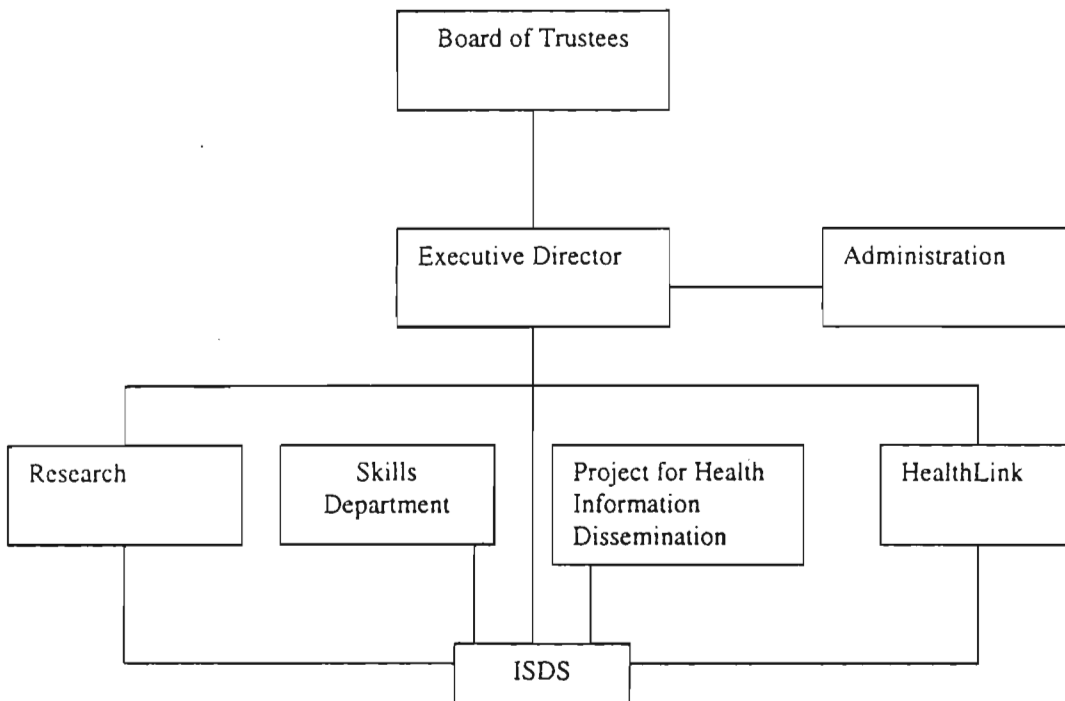 Board of Trustees
Executive Director
Administration
Research
Skills
Department
Project for Health
Information
Dissemination
HealthLink
ISDS